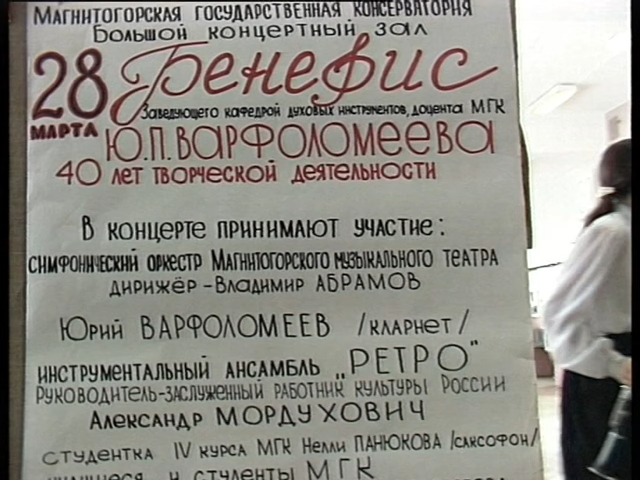 Магнитогорская государственная консерватория
Большой концертный зал
28 марта
Бенефис
Заведующего кафедрой духовых инструментов, доцента МГК
Ю.П. Варфоломеева
40 лет творческой деятельности
В концерте принимают участие:
симфонический оркестр Магнитогорского музыкального театра
дирижёр - Владимир АБРАМОВ
Юрий ВАРФОЛОМЕЕВ /кларнет/
инструментальный ансамбль „РЕТРО"
Руководитель-заслуженный работник культуры России
Александр МОРДУХОВИЧ
студентка IV курса МГК Нелли ПАНЮКОВА /саксофон/
и студенты МГК